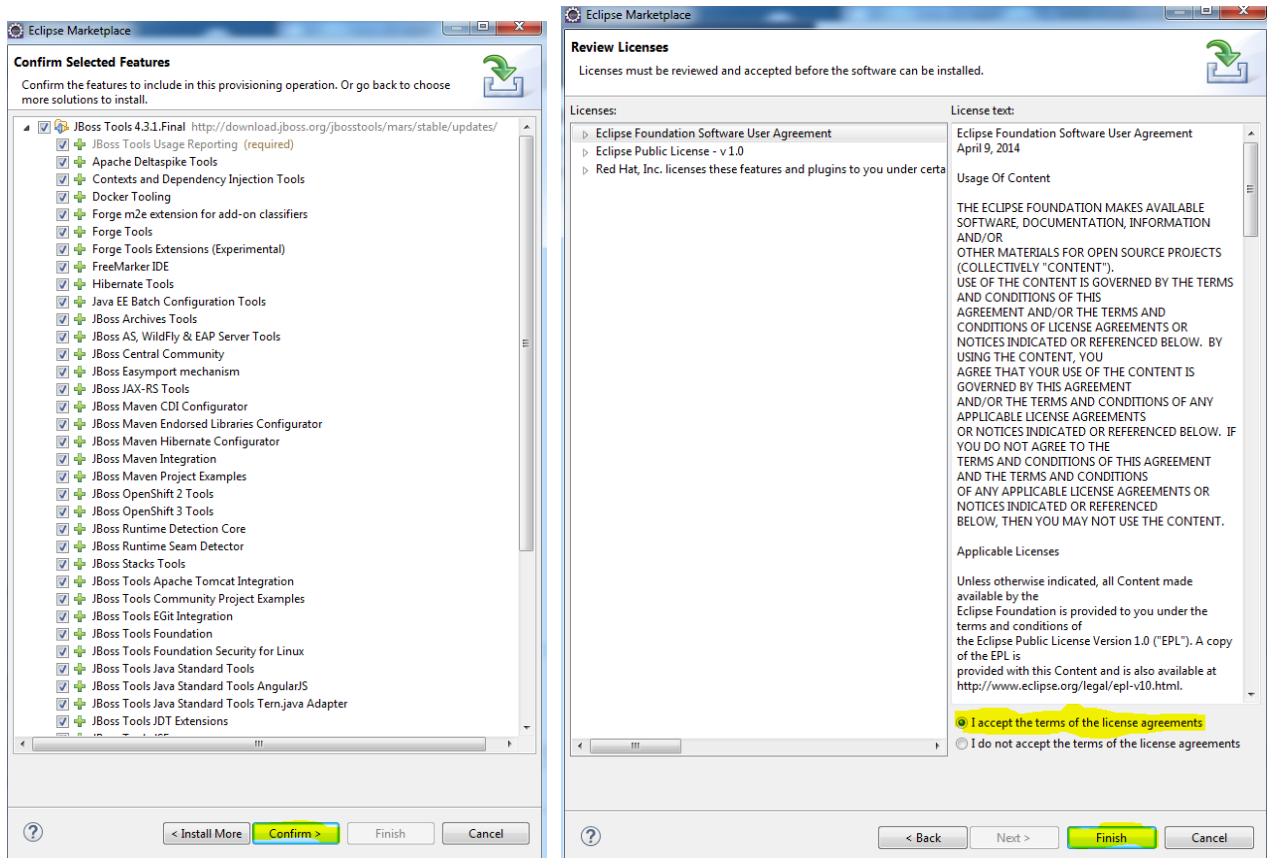 Eclipse Marketplace
Confirm Selected Features
Confirm the features to include in this provisioning operation. Or go back to choose
more solutions to install.
JBoss Tools 4.3.1.Final http://download.jboss.org/jbosstools/mars/stable/updates/
JBoss Tools Usage Reporting (required)
Apache Deltaspike Tools
Contexts and Dependency Injection Tools
Docker Tooling
Forge m2e extension for add-on classifiers
Forge Tools
Forge Tools Extensions (Experimental)
FreeMarker IDE
Hibernate Tools
Java EE Batch Configuration Tools
JBoss Archives Tools
JBoss AS, WildFly & EAP Server Tools
JBoss Central Community
JBoss Easymport mechanism
JBoss JAX-RS Tools
JBoss Maven CDI Configurator
JBoss Maven Endorsed Libraries Configurator
JBoss Maven Hibernate Configurator
JBoss Maven Integration
JBoss Maven Project Examples
JBoss OpenShift 2 Tools
JBoss OpenShift 3 Tools
JBoss Runtime Detection Core
JBoss Runtime Seam Detector
JBoss Stacks Tools
JBoss Tools Apache Tomcat Integration
JBoss Tools Community Project Examples
JBoss Tools EGit Integration
JBoss Tools Foundation
JBoss Tools Foundation Security for Linux
JBoss Tools Java Standard Tools
JBoss Tools Java Standard Tools AngularJS
JBoss Tools Java Standard Tools Tern.java Adapter
JBoss Tools JDT Extensions
< Install More
Confirm >
Finish
Cancel
Eclipse Marketplace
Review Licenses
Licenses must be reviewed and accepted before the software can be installed.
Licenses:
Eclipse Foundation Software User Agreement
Eclipse Public License - v 1.0
Red Hat, Inc. licenses these features and plugins to you under certa
License text:
Eclipse Foundation Software User Agreement
April 9, 2014
Usage Of Content
THE ECLIPSE FOUNDATION MAKES AVAILABLE
SOFTWARE, DOCUMENTATION, INFORMATION
AND/OR
OTHER MATERIALS FOR OPEN SOURCE PROJECTS
(COLLECTIVELY "CONTENT").
USE OF THE CONTENT IS GOVERNED BY THE TERMS
AND CONDITIONS OF THIS
AGREEMENT AND/OR THE TERMS AND
CONDITIONS OF LICENSE AGREEMENTS OR
NOTICES INDICATED OR REFERENCED BELOW. BY
USING THE CONTENT, YOU
AGREE THAT YOUR USE OF THE CONTENT IS
GOVERNED BY THIS AGREEMENT
AND/OR THE TERMS AND CONDITIONS OF ANY
APPLICABLE LICENSE AGREEMENTS
OR NOTICES INDICATED OR REFERENCED BELOW. IF
YOU DO NOT AGREE TO THE
TERMS AND CONDITIONS OF THIS AGREEMENT
AND THE TERMS AND CONDITIONS
OF ANY APPLICABLE LICENSE AGREEMENTS OR
NOTICES INDICATED OR REFERENCED
BELOW, THEN YOU MAY NOT USE THE CONTENT.
Applicable Licenses
Unless otherwise indicated, all Content made
available by the
Eclipse Foundation is provided to you under the
terms and conditions of
the Eclipse Public License Version 1.0 ("EPL"). A copy
of the EPL is
provided with this Content and is also available at
http://www.eclipse.org/legal/epl-v10.html.
I accept the terms of the license agreements
I do not accept the terms of the license agreements
< Back
Next >
Finish
Cancel